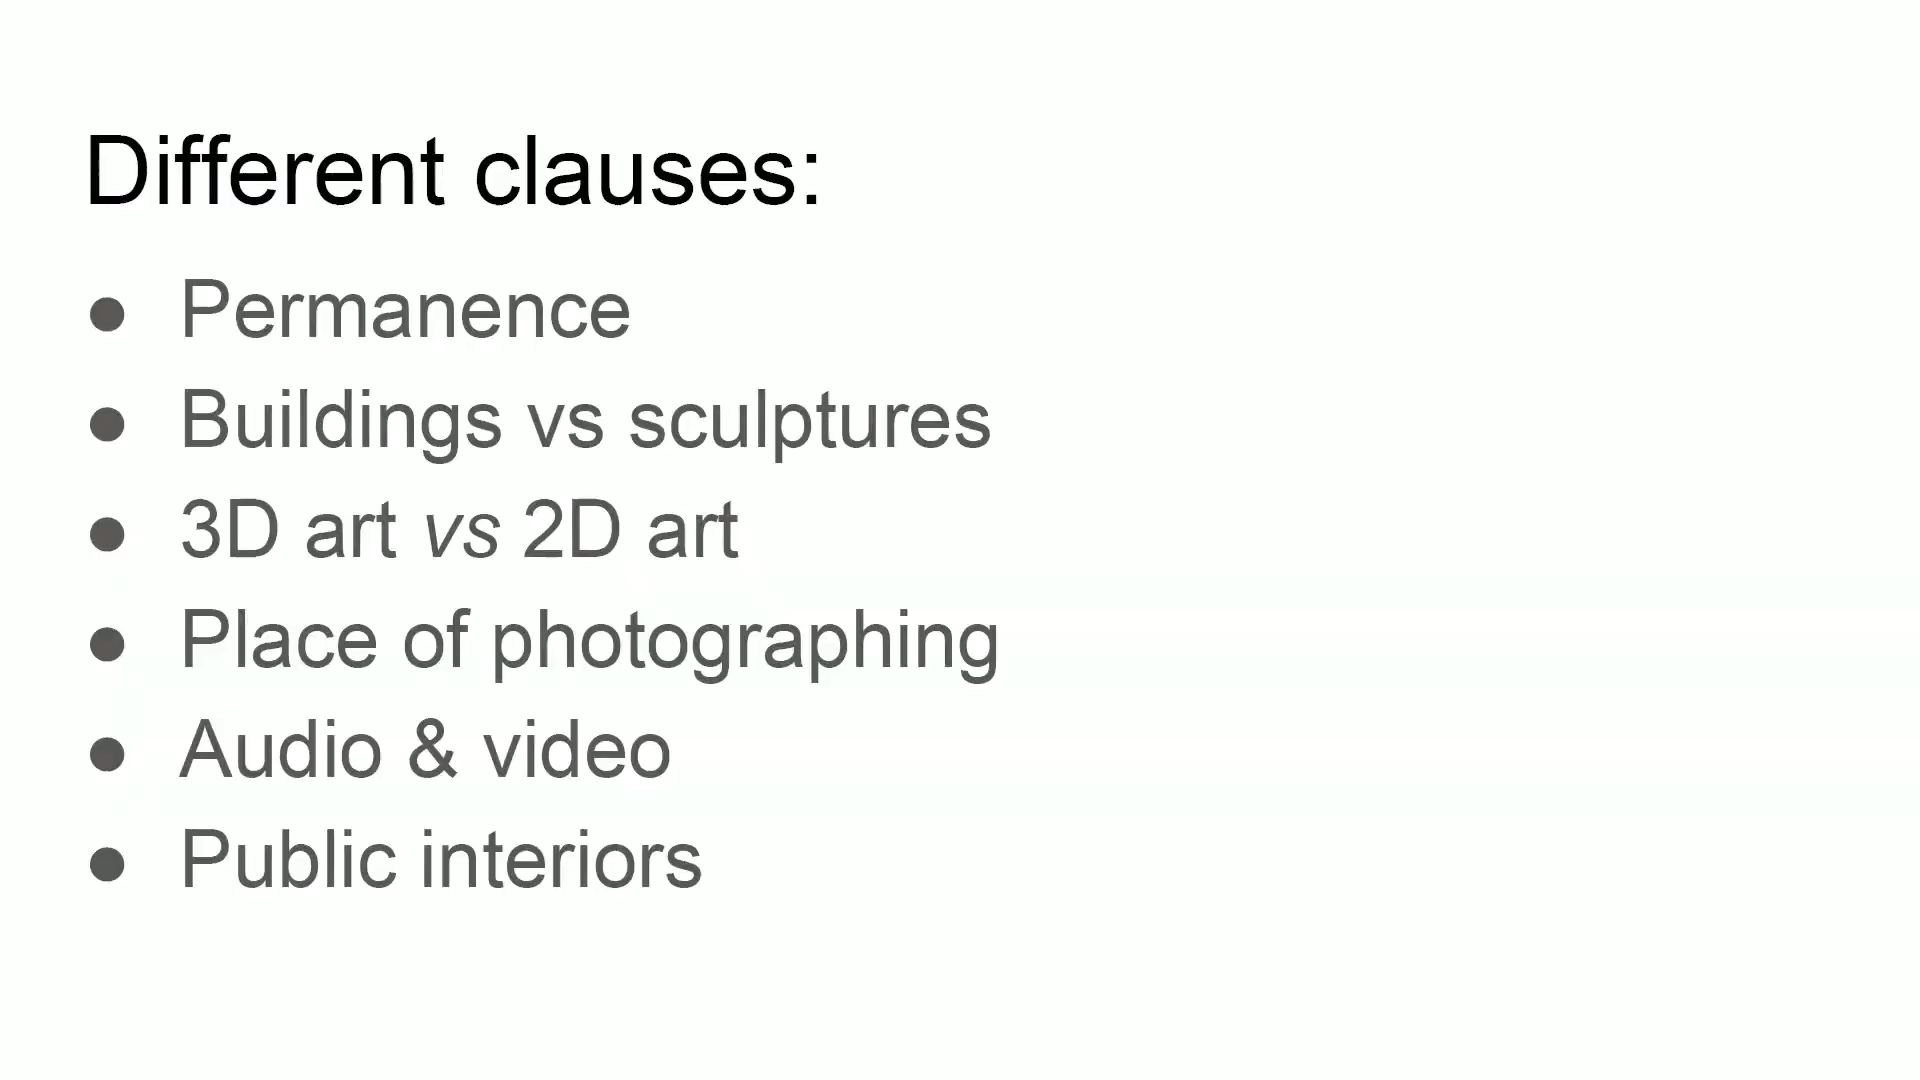 Different clauses:
● Permanence
● Buildings vs sculptures
● 3D art vs 2D art
● Place of photographing
● Audio & video
● Public interiors